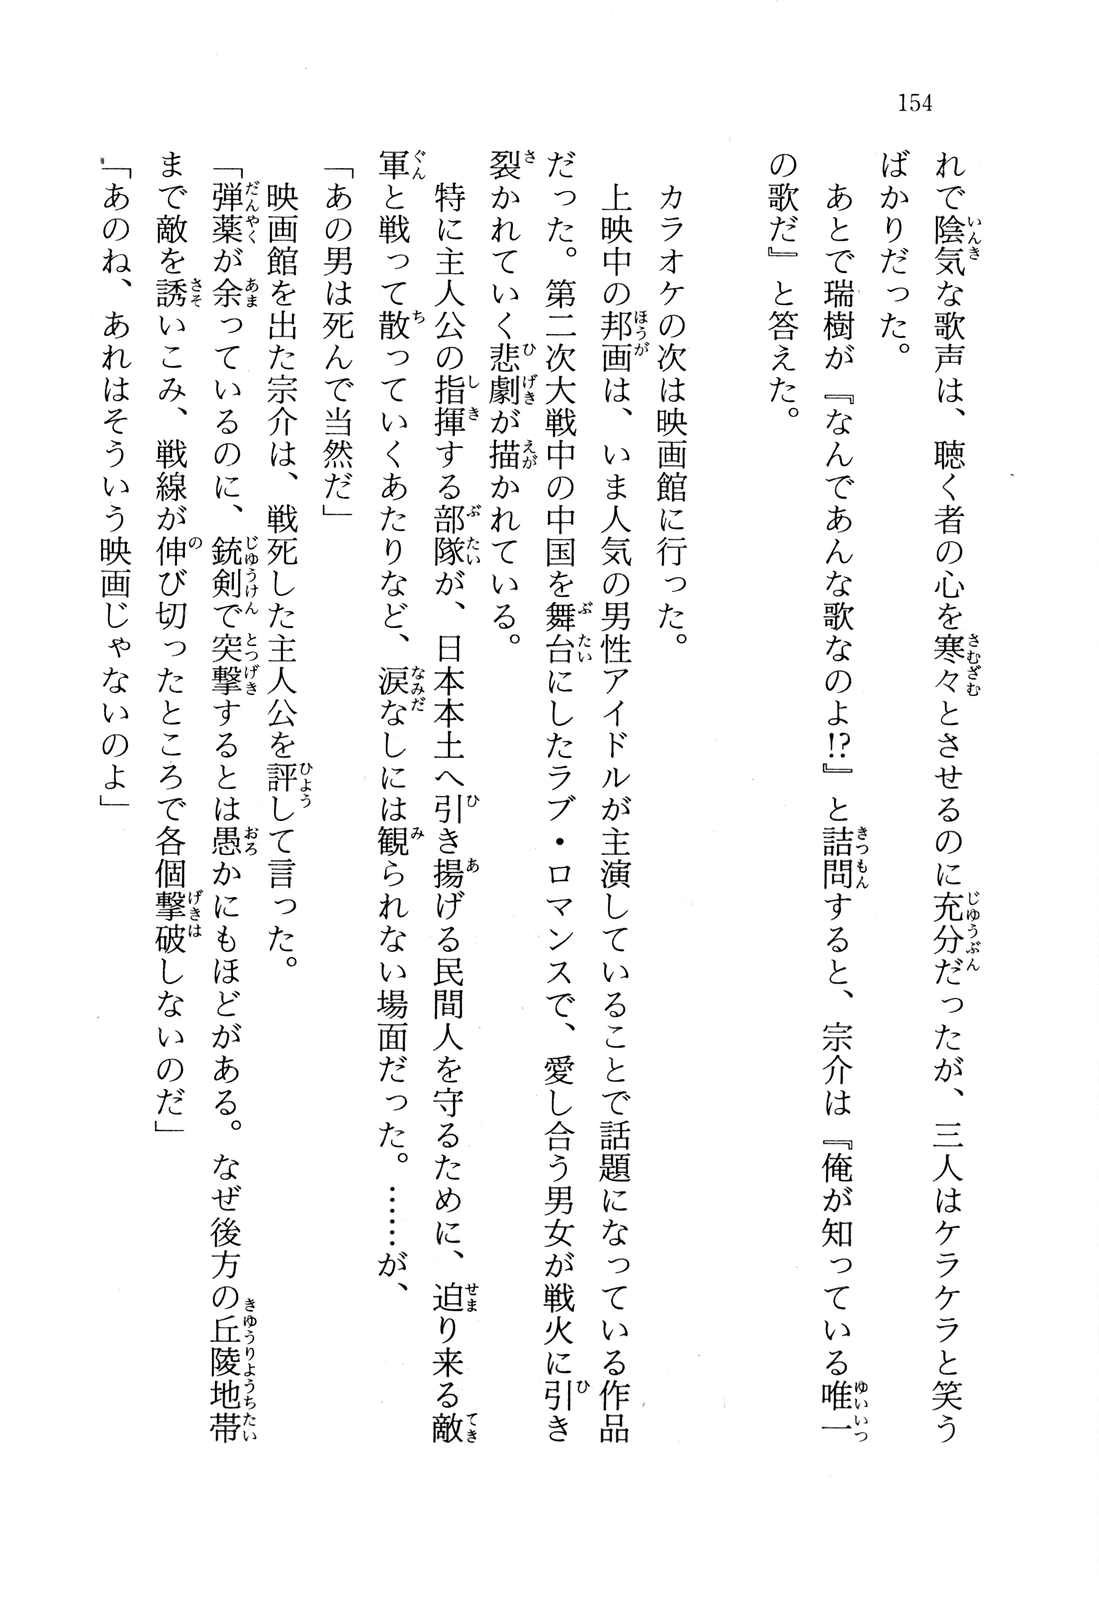 154
れで陰気な歌声は、聴く者の心を寒々とさせるのに充分だったが、三人はケラケラと笑う
ばかりだった。
あとで瑞樹が『なんであんな歌なのよ!?』と詰問すると、宗介は『俺が知っている唯一
の歌だ』と答えた。
カラオケの次は映画館に行った。
上映中の邦画は、いま人気の男性アイドルが主演していることで話題になっている作品
だった。第二次大戦中の中国を舞台にしたラブ・ロマンスで、愛し合う男女が戦火に引き
裂かれていく悲劇が描かれている。
特に主人公の指揮する部隊が、日本本土へ引き揚げる民間人を守るために、迫り来る敵
軍と戦って散っていくあたりなど、涙なしには観られない場面だった。……が、
「あの男は死んで当然だ」
映画館を出た宗介は、戦死した主人公を評して言った。
「弾薬が余っているのに、銃剣で突撃するとは愚かにもほどがある。なぜ後方の丘陵地帯
まで敵を誘いこみ、戦線が伸び切ったところで各個撃破しないのだ」
「あのね、あれはそういう映画じゃないのよ」